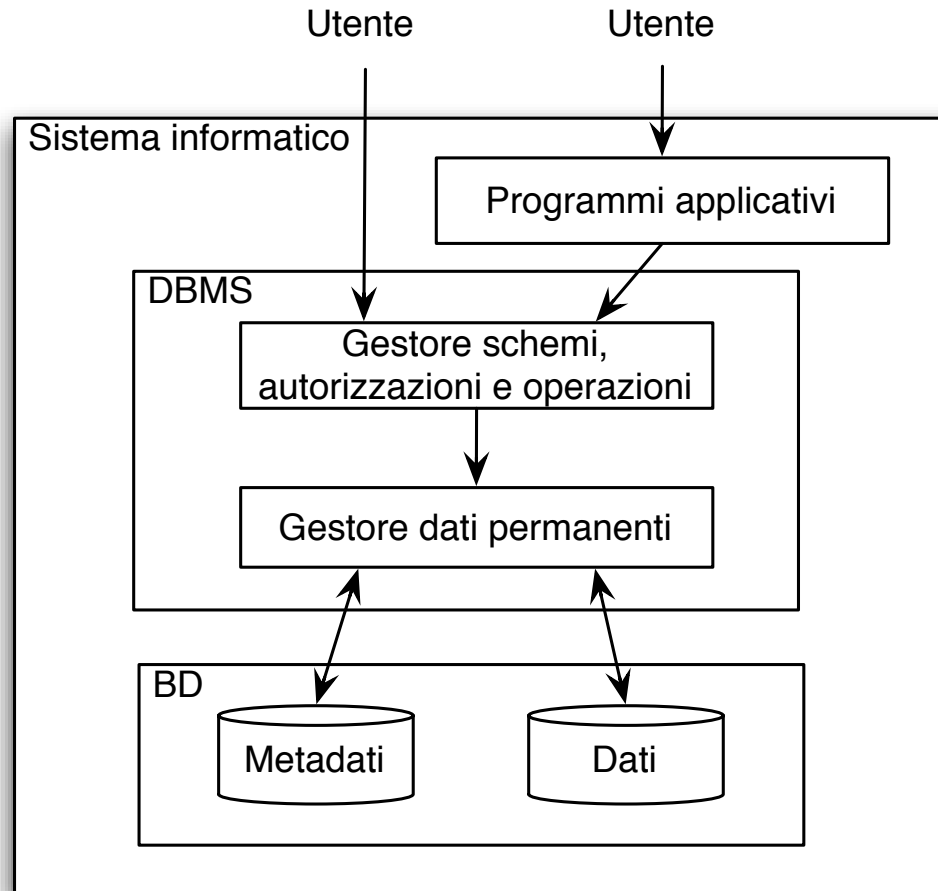 Utente
Utente
Sistema informatico
Programmi applicativi
DBMS
Gestore schemi,
autorizzazioni e operazioni
Gestore dati permanenti
BD
Metadati
Dati